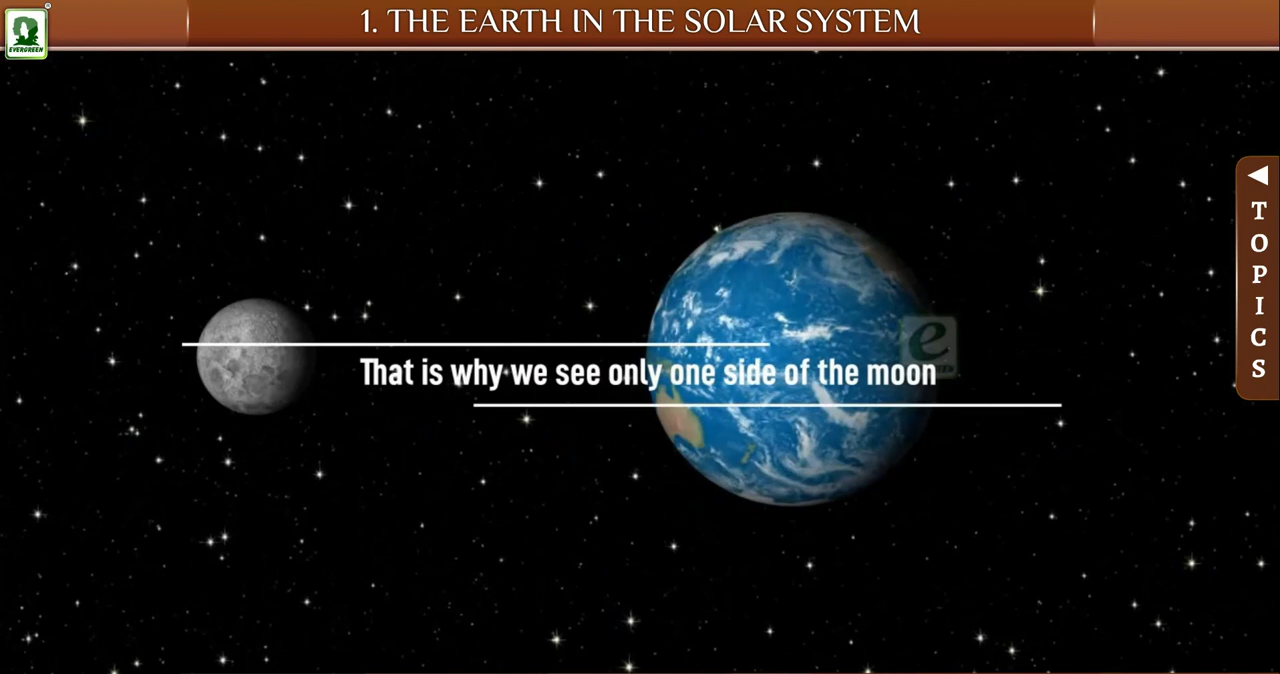 1. THE EARTH IN THE SOLAR SYSTEM
EVERGREEN
TOPICS
That is why we see only one side of the moon
e